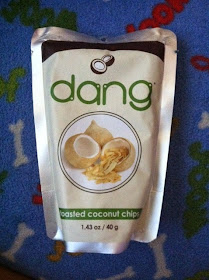 dang
roasted coconut chips
1.43 oz / 40 g